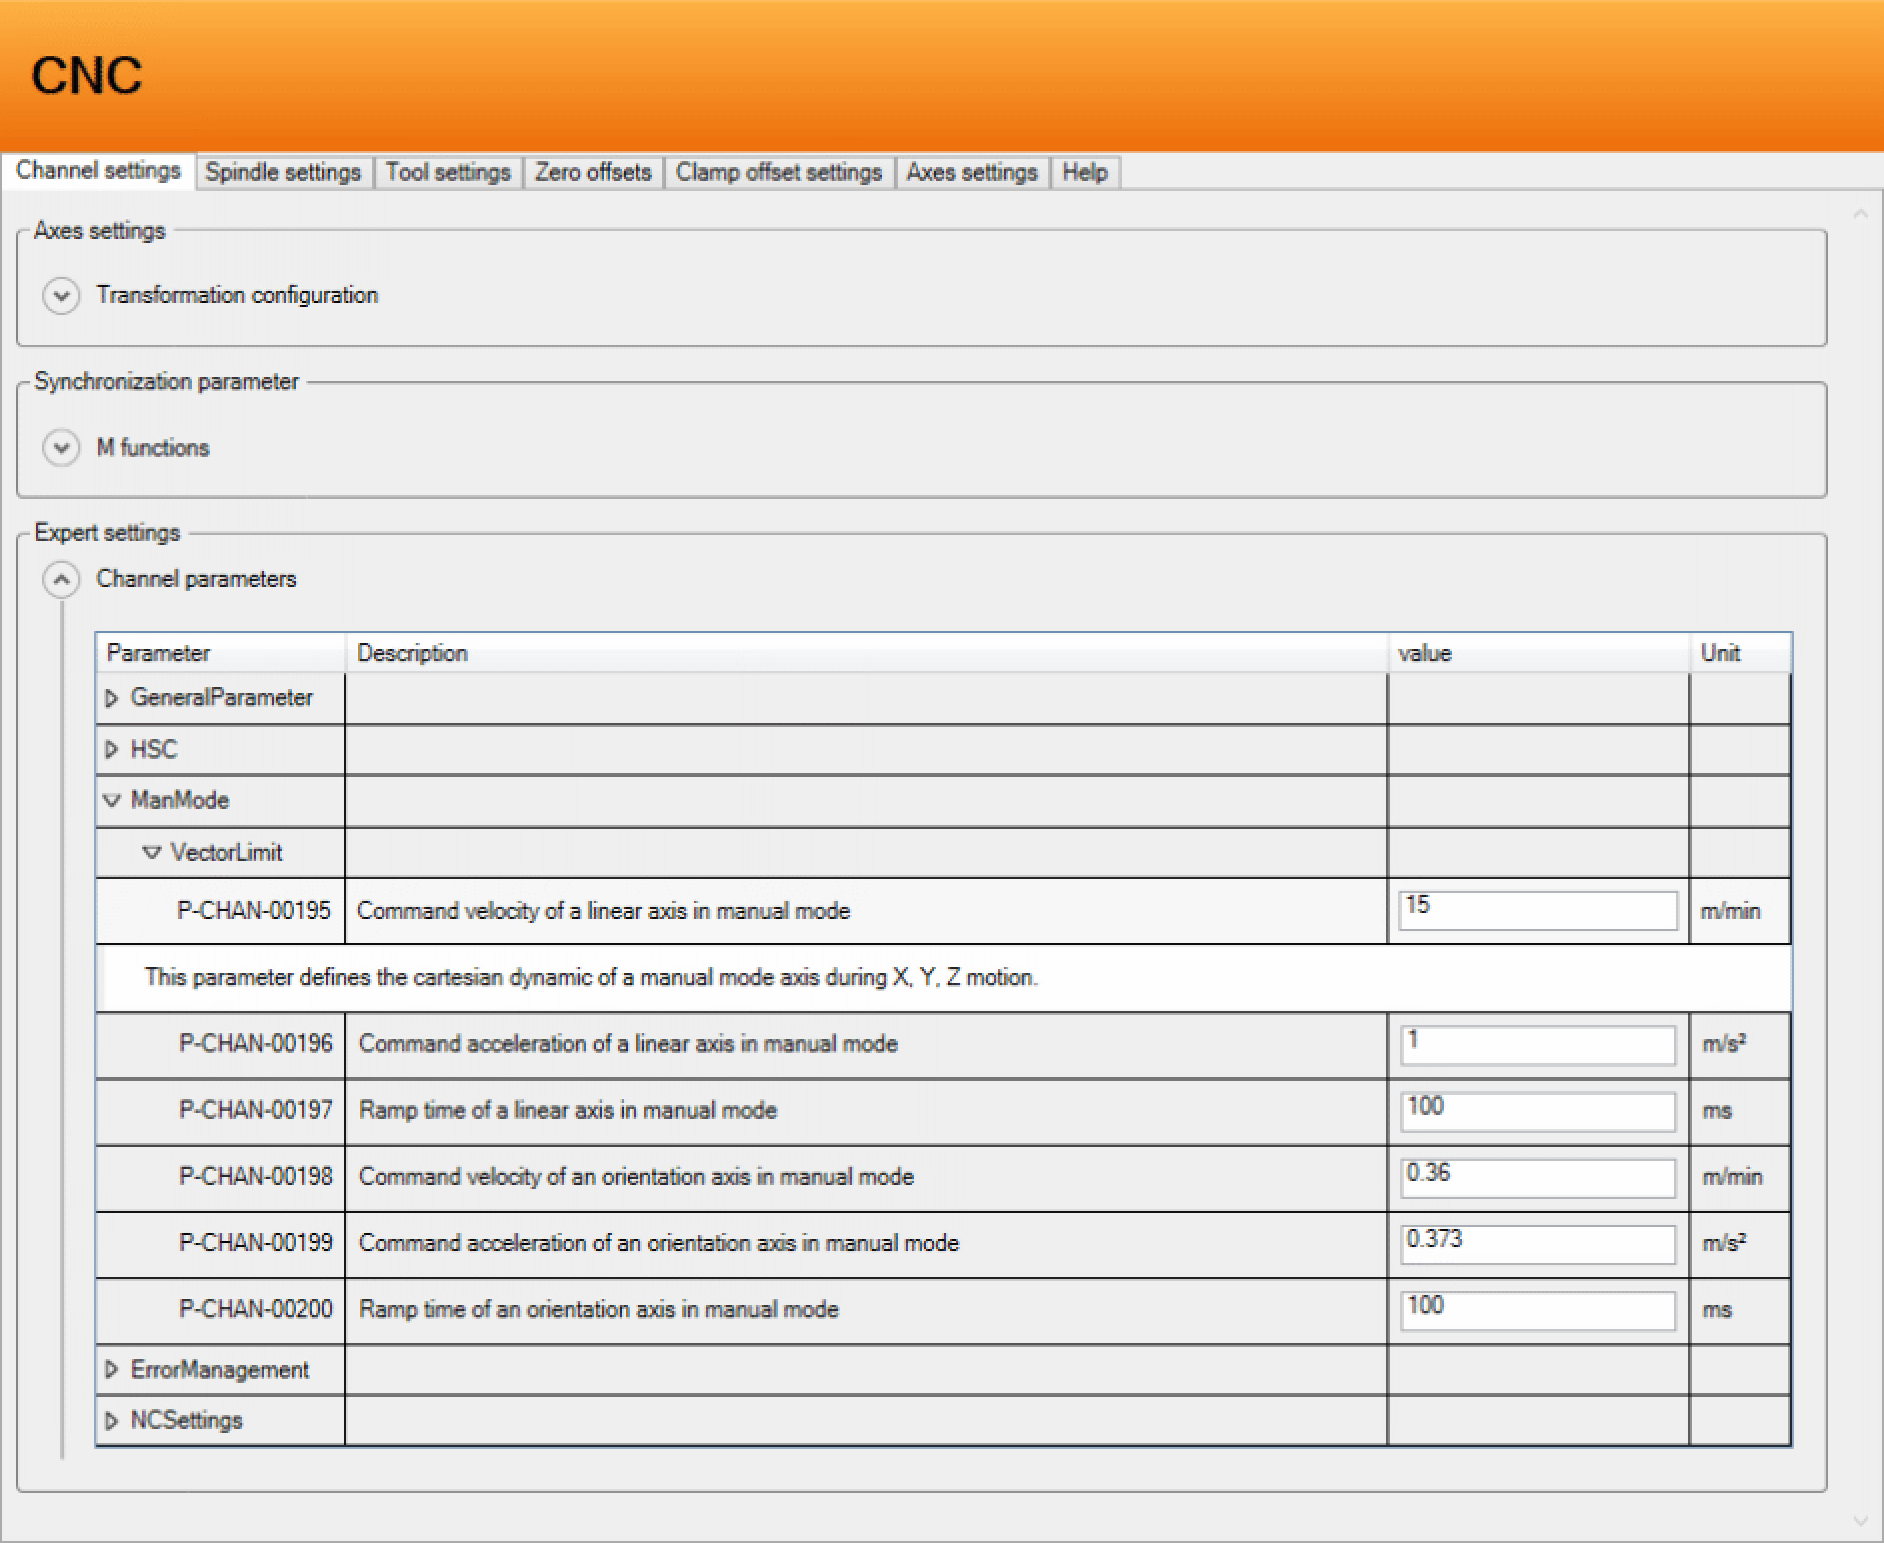 CNC
Channel settings Spindle settings Tool settings Zero offsets Clamp offset settings Axes settings Help
Axes settings
Transformation configuration
Synchronization parameter
M functions
Expert settings
Channel parameters
Parameter Description value Unit
GeneralParameter
HSC
ManMode
VectorLimit
P-CHAN-00195 Command velocity of a linear axis in manual mode 15 m/min
This parameter defines the cartesian dynamic of a manual mode axis during X, Y, Z motion.
P-CHAN-00196 Command acceleration of a linear axis in manual mode 1 m/s²
P-CHAN-00197 Ramp time of a linear axis in manual mode 100 ms
P-CHAN-00198 Command velocity of an orientation axis in manual mode 0.36 m/min
P-CHAN-00199 Command acceleration of an orientation axis in manual mode 0.373 m/s²
P-CHAN-00200 Ramp time of an orientation axis in manual mode 100 ms
ErrorManagement
NCSettings